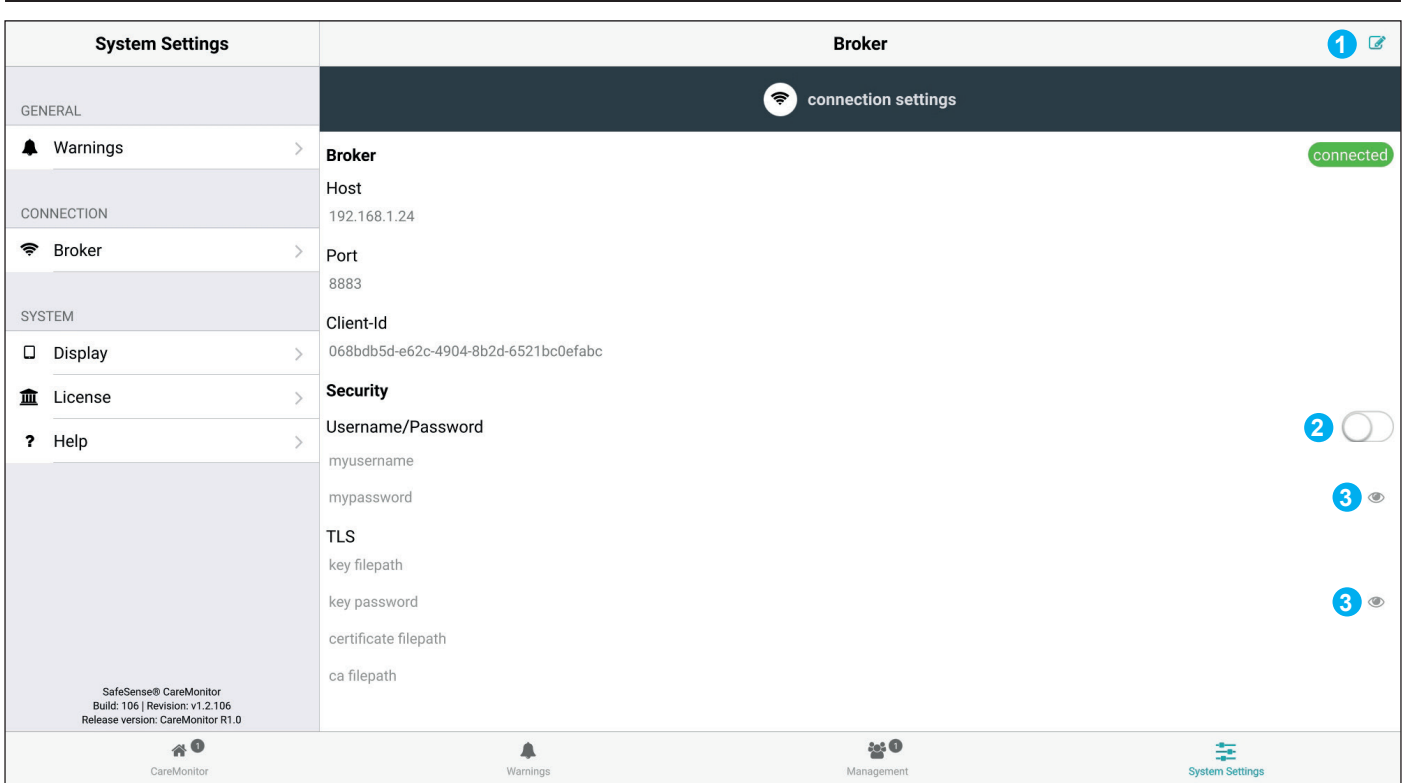 System Settings
Broker
1
GENERAL
Warnings
CONNECTION
Broker
SYSTEM
Display
License
? Help
SafeSense® CareMonitor
Build: 106 | Revision: v1.2.106
Release version: CareMonitor R1.0
connection settings
Broker
connected
Host
192.168.1.24
Port
8883
Client-Id
068bdb5d-e62c-4904-8b2d-6521bc0efabc
Security
Username/Password
2
myusername
mypassword
3
TLS
key filepath
key password
3
certificate filepath
ca filepath
1
CareMonitor
Warnings
1
Management
System Settings